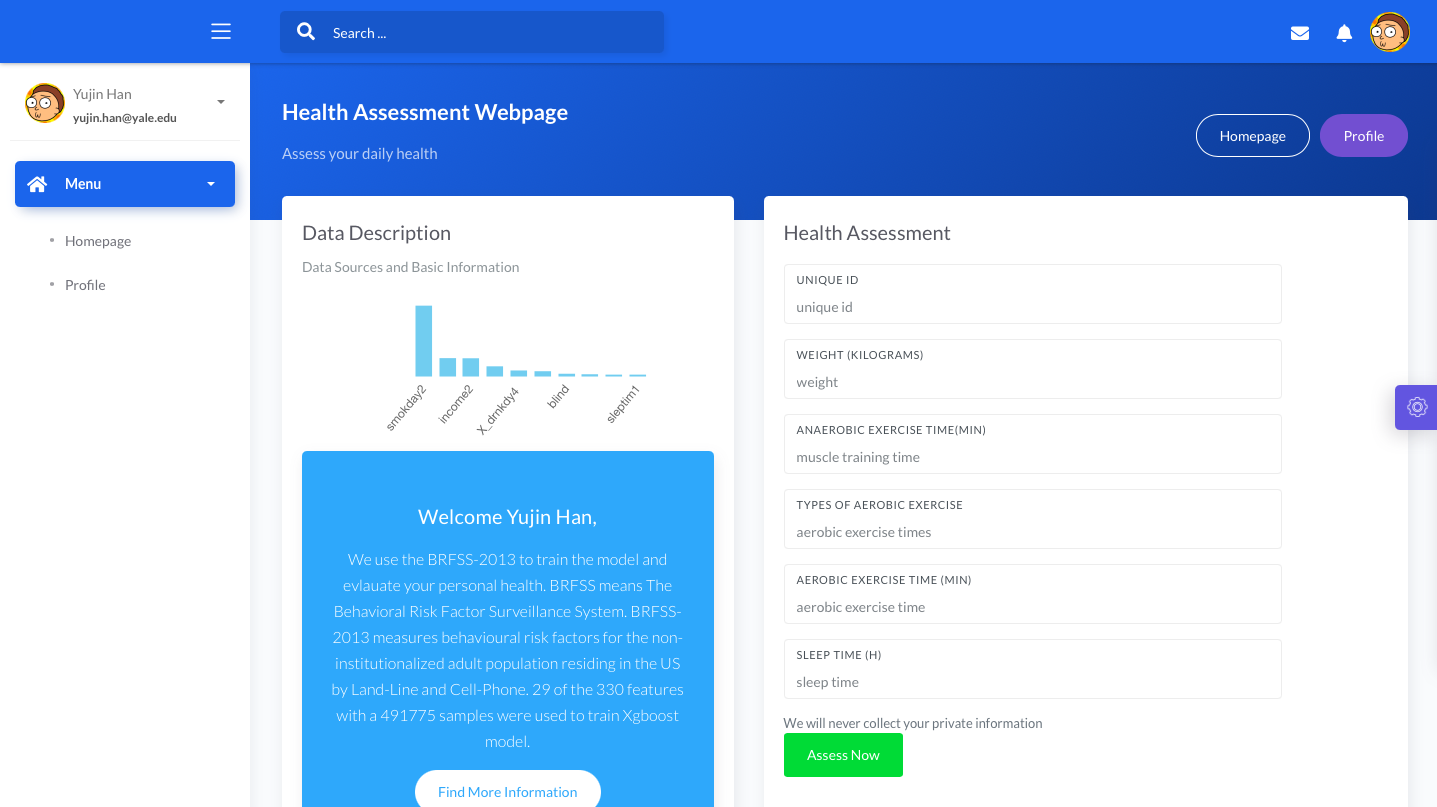 Search ...
Yujin Han
yujin.han@yale.edu
Menu
Homepage
Profile
Health Assessment Webpage
Assess your daily health
Homepage
Profile
Data Description
Data Sources and Basic Information
smokday2
income2
X_drnkdy4
blind
sleptim1
Welcome Yujin Han,
We use the BRFSS-2013 to train the model and
evlauate your personal health. BRFSS means The
Behavioral Risk Factor Surveillance System. BRFSS-
2013 measures behavioural risk factors for the non-
institutionalized adult population residing in the US
by Land-Line and Cell-Phone. 29 of the 330 features
with a 491775 samples were used to train Xgboost
model.
Find More Information
Health Assessment
UNIQUE ID
unique id
WEIGHT (KILOGRAMS)
weight
ANAEROBIC EXERCISE TIME(MIN)
muscle training time
TYPES OF AEROBIC EXERCISE
aerobic exercise times
AEROBIC EXERCISE TIME (MIN)
aerobic exercise time
SLEEP TIME (H)
sleep time
We will never collect your private information
Assess Now